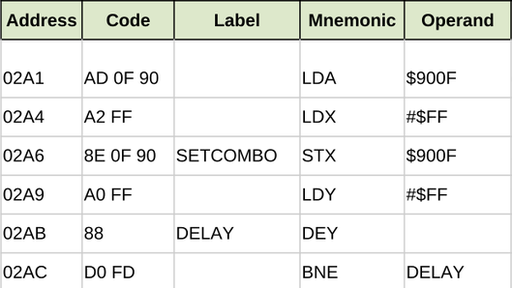 Address Code Label Mnemonic Operand
02A1 AD 0F 90 LDA $900F
02A4 A2 FF LDX #$FF
02A6 8E 0F 90 SETCOMBO STX $900F
02A9 A0 FF LDY #$FF
02AB 88 DELAY DEY
02AC D0 FD BNE DELAY